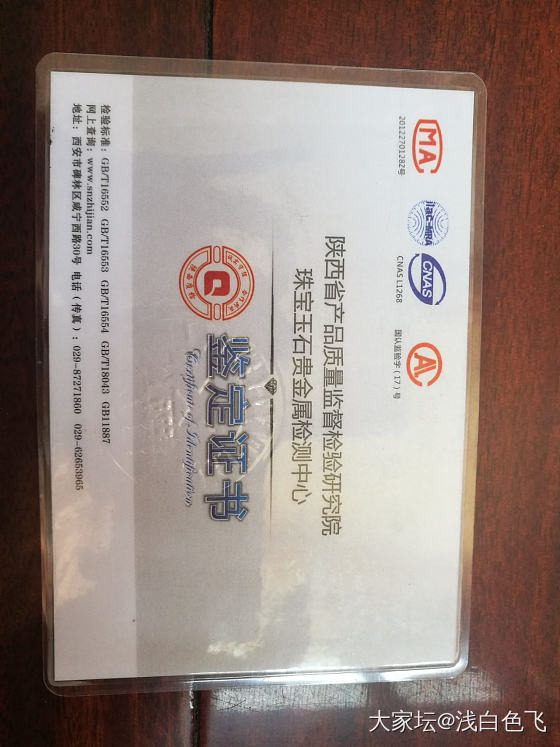 MA
20122701282号
ilac-MRA
CNAS
CNAS L1268
AL
国认监验字（17）号
陕西省产品质量监督检验研究院
珠宝玉石贵金属检测中心
鉴定证书
Certificate of Identification
检验标准：GB/T16552 GB/T16553 GB/T16554 GB/T18043 GB11887
网上查询：www.snzhijian.com
地址：西安市碑林区咸宁西路30号 电话（传真）：029-87271860 029-62653965
大家坛@浅白色飞